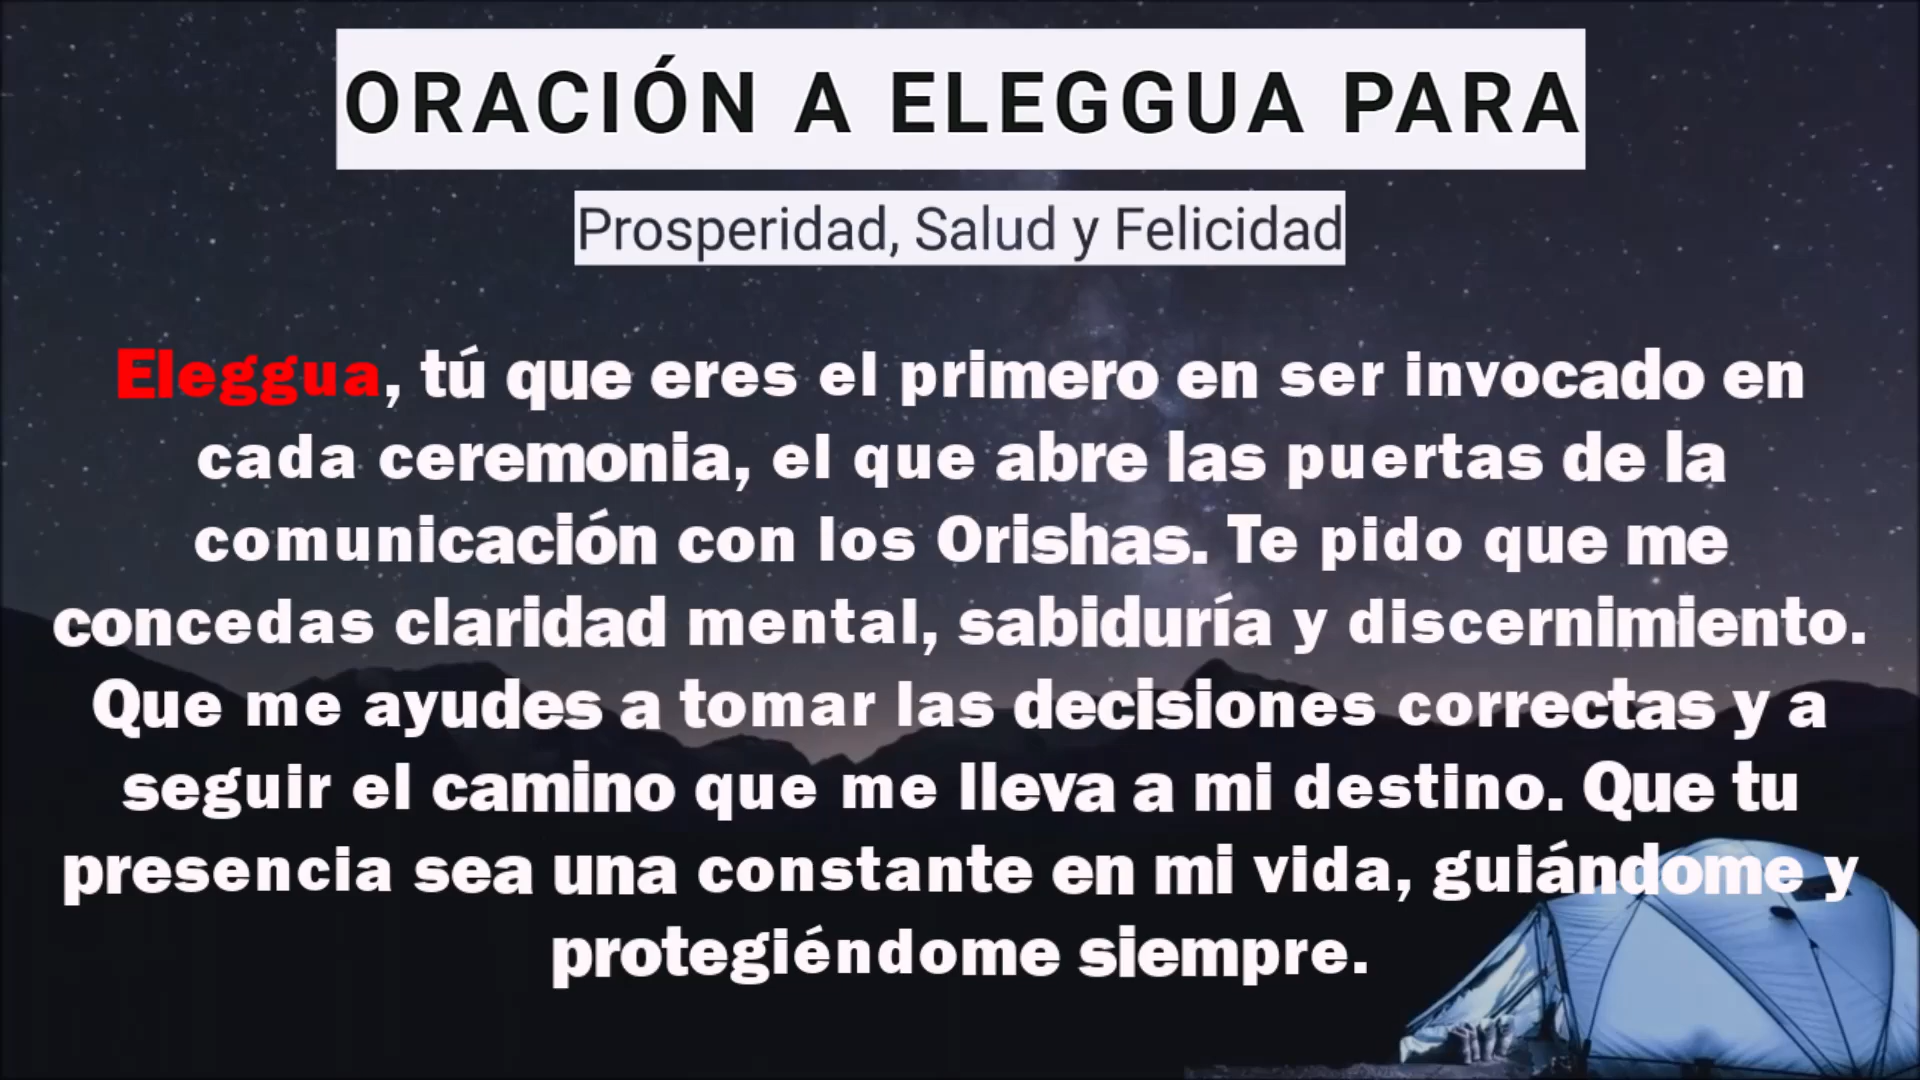 ORACIÓN A ELEGGUA PARA
Prosperidad, Salud y Felicidad
Eleggua, tú que eres el primero en ser invocado en
cada ceremonia, el que abre las puertas de la
comunicación con los Orishas. Te pido que me
concedas claridad mental, sabiduría y discernimiento.
Que me ayudes a tomar las decisiones correctas y a
seguir el camino que me lleva a mi destino. Que tu
presencia sea una constante en mi vida, guiándome y
protegiéndome siempre.